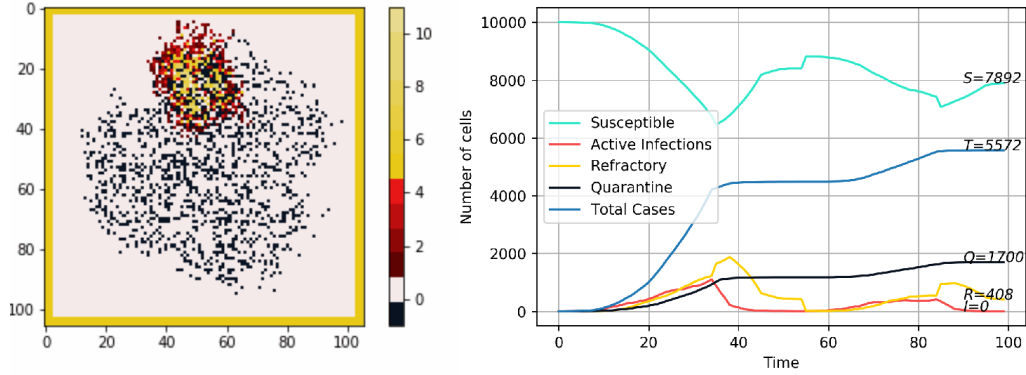 0
20
40
60
80
100
0
20
40
60
80
100
10
8
6
4
2
0
10000
8000
6000
4000
2000
0
Number of cells
Susceptible
Active Infections
Refractory
Quarantine
Total Cases
S=7892
T=5572
Q=1700
R=408
I=0
0
20
40
60
80
100
Time